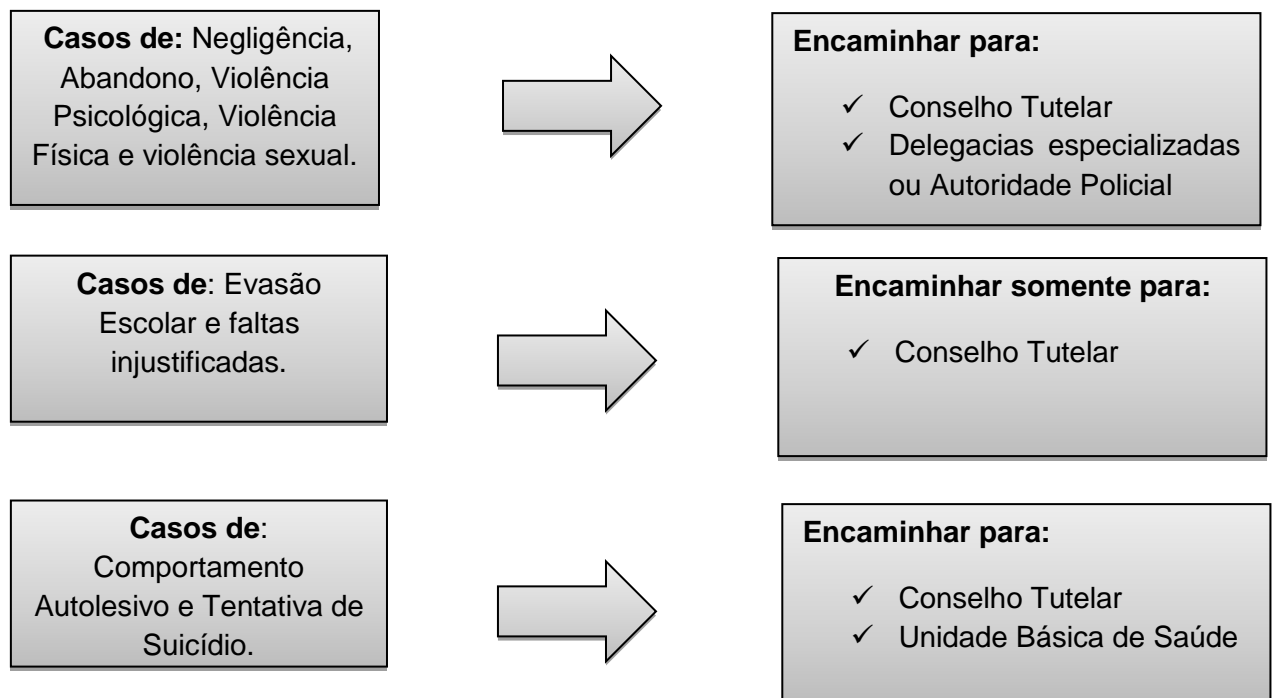 Casos de: Negligência,
Abandono, Violência
Psicológica, Violência
Física e violência sexual.
Encaminhar para:
✓ Conselho Tutelar
✓ Delegacias especializadas
ou Autoridade Policial
Casos de: Evasão
Escolar e faltas
injustificadas.
Encaminhar somente para:
✓ Conselho Tutelar
Casos de:
Comportamento
Autolesivo e Tentativa de
Suicídio.
Encaminhar para:
✓ Conselho Tutelar
✓ Unidade Básica de Saúde